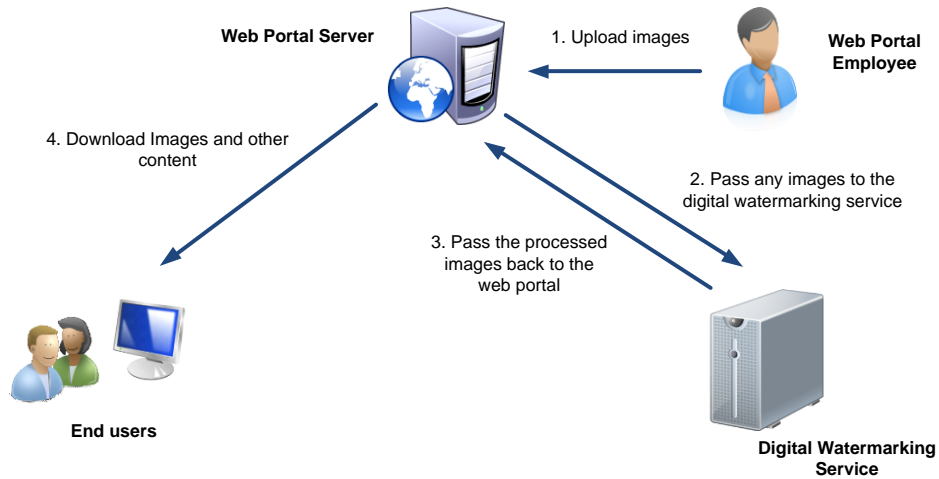 Web Portal Server
1. Upload images
Web Portal
Employee
4. Download Images and other
content
2. Pass any images to the
digital watermarking service
3. Pass the processed
images back to the
web portal
End users
Digital Watermarking
Service